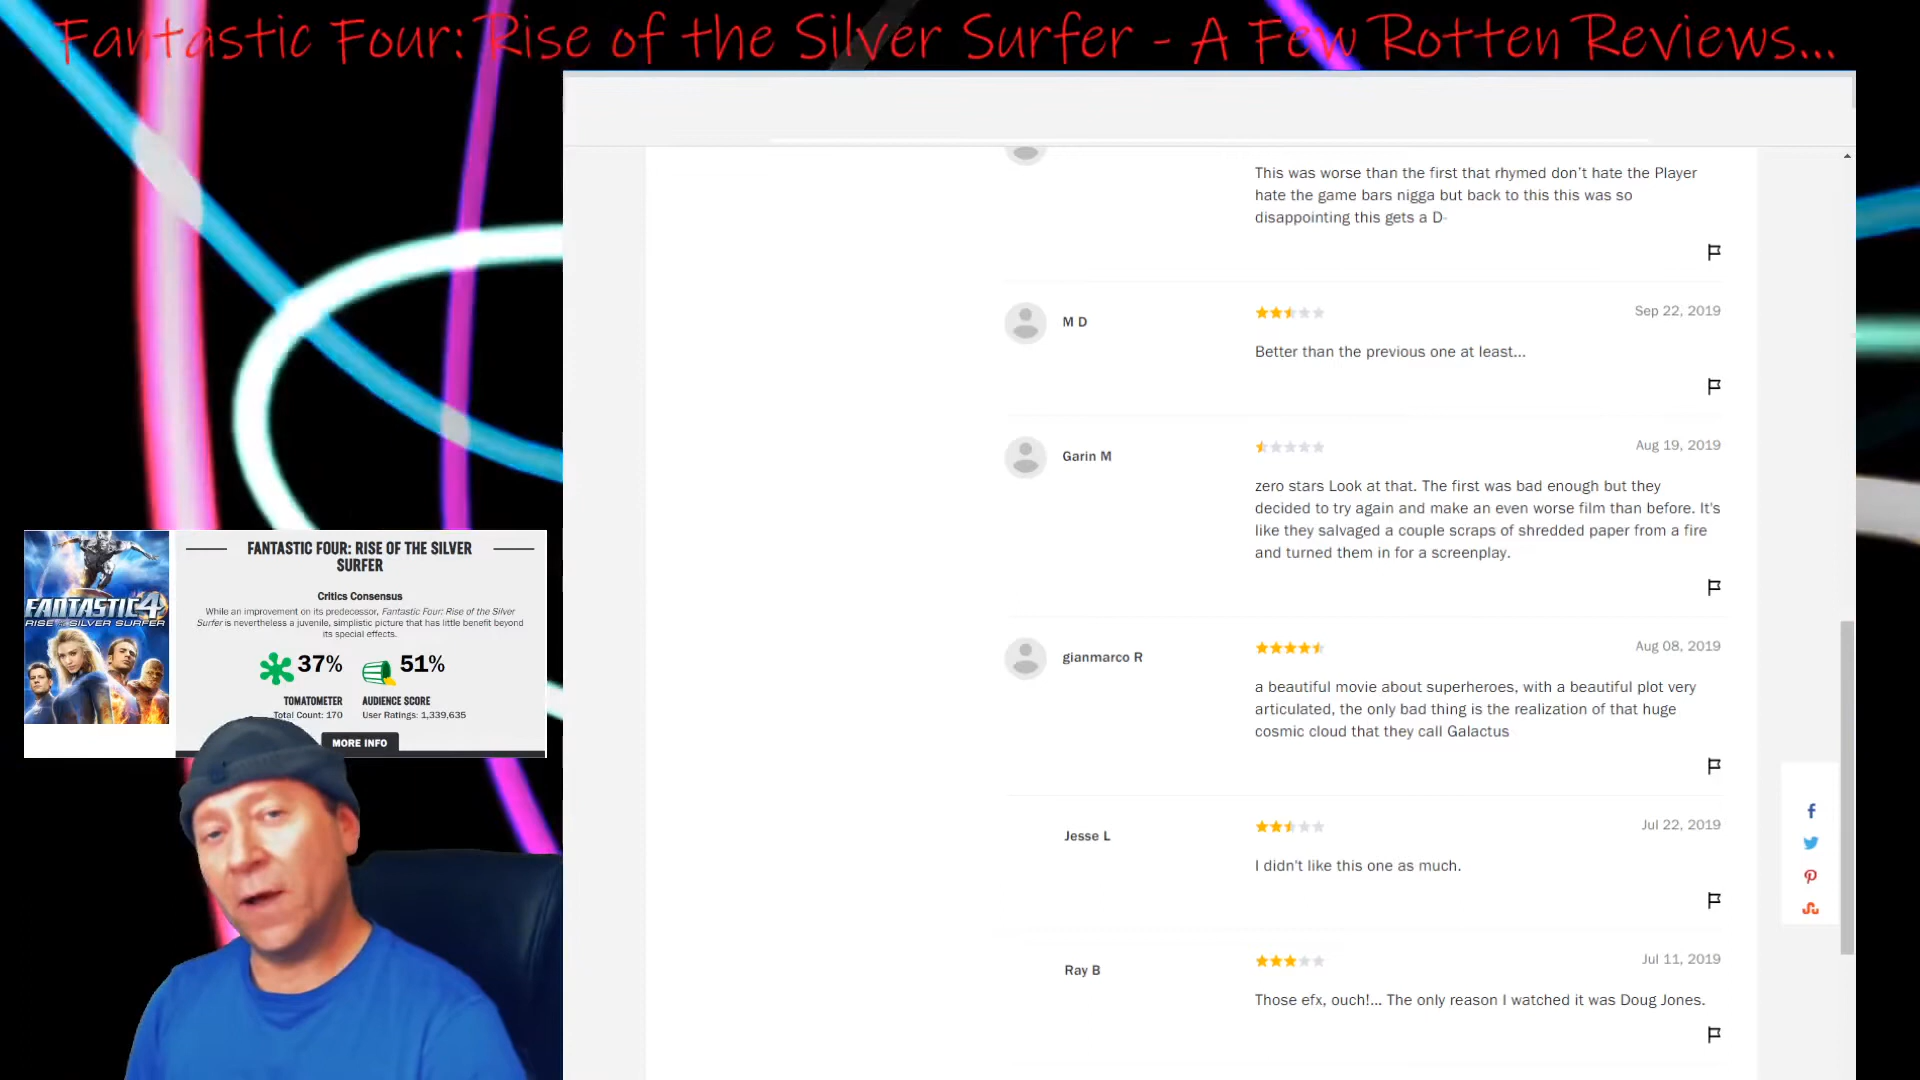 Fantastic Four: Rise of the Silver Surfer - A Few Rotten Reviews...
This was worse than the first that rhymed don't hate the Player
hate the game bars nigga but back to this this was so
disappointing this gets a D-
M D
Sep 22, 2019
Better than the previous one at least...
Garin M
Aug 19, 2019
zero stars Look at that. The first was bad enough but they
decided to try again and make an even worse film than before. It's
like they salvaged a couple scraps of shredded paper from a fire
and turned them in for a screenplay.
gianmarco R
Aug 08, 2019
a beautiful movie about superheroes, with a beautiful plot very
articulated, the only bad thing is the realization of that huge
cosmic cloud that they call Galactus
Jesse L
Jul 22, 2019
I didn't like this one as much.
Ray B
Jul 11, 2019
Those efx, ouch!... The only reason I watched it was Doug Jones.
FANTASTIC 4
RISE OF THE SILVER SURFER
FANTASTIC FOUR: RISE OF THE SILVER
SURFER
Critics Consensus
While an improvement on its predecessor, Fantastic Four: Rise of the Silver
Surfer is nevertheless a juvenile, simplistic picture that has little benefit beyond
its special effects.
37% 51%
TOMATOMETER AUDIENCE SCORE
Total Count: 170 User Ratings: 1,339,635
MORE INFO